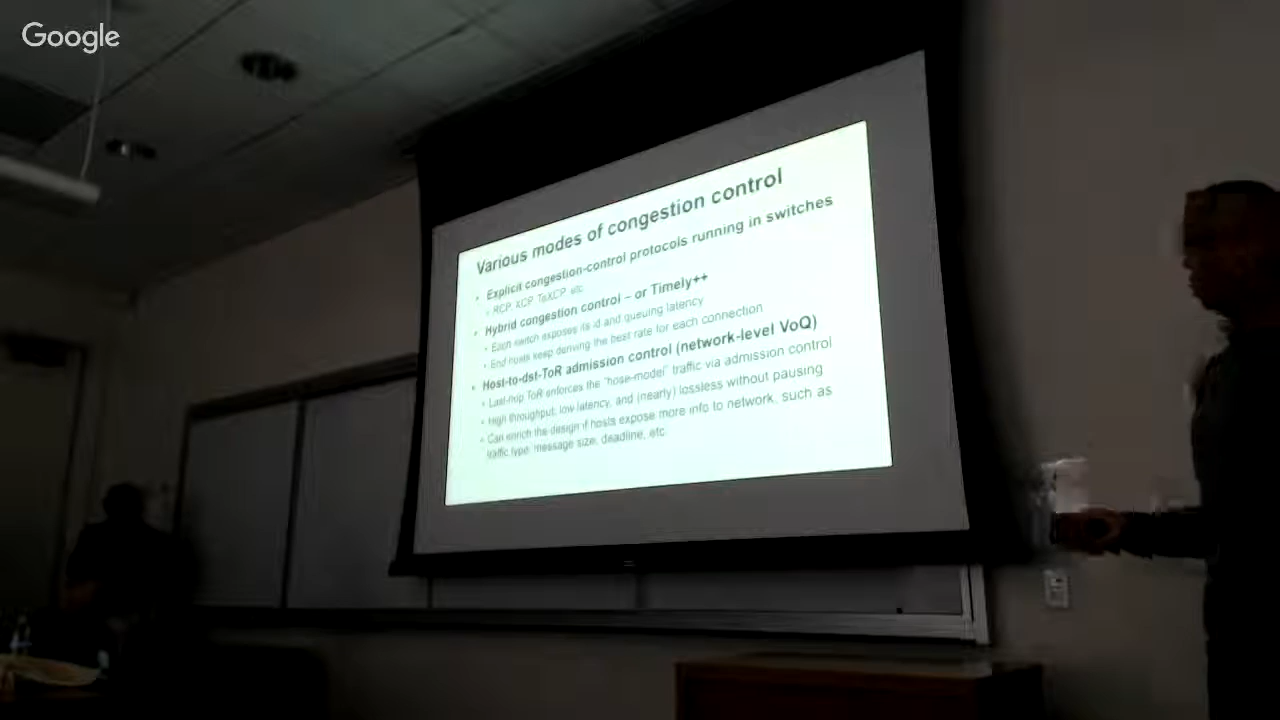 Google
Various modes of congestion control
• Explicit congestion-control protocols running in switches
• RCP, XCP, TeXCP, etc.
• Hybrid congestion control – or Timely++
• Each switch exposes its id and queuing latency
• End hosts keep deriving the best rate for each connection
• Host-to-dst-ToR admission control (network-level VoQ)
• Last-hop ToR enforces the "hose-model" traffic via admission control
• High throughput, low latency, and (nearly) lossless without pausing
• Can enrich the design if hosts expose more info to network, such as
traffic type, message size, deadline, etc.